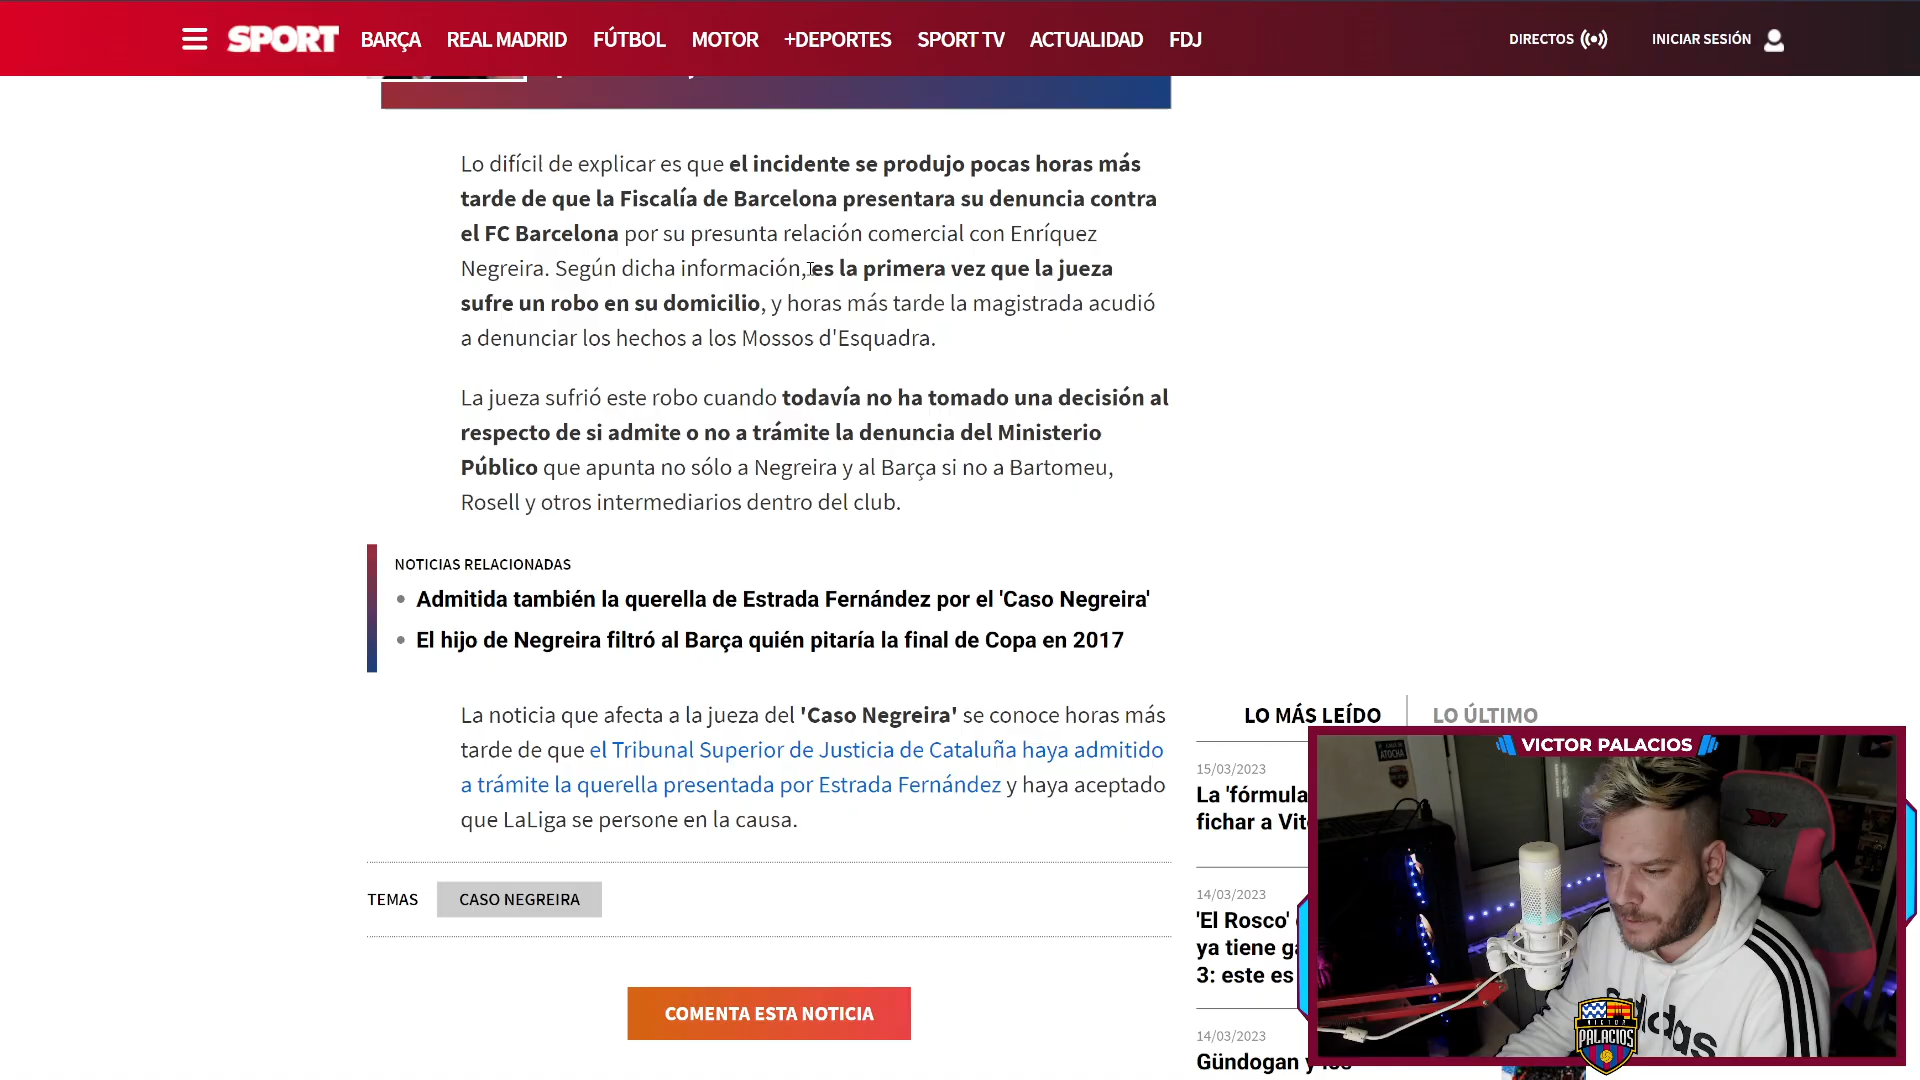 SPORT BARÇA REAL MADRID FÚTBOL MOTOR +DEPORTES SPORT TV ACTUALIDAD FDJ DIRECTOS INICIAR SESIÓN
Lo difícil de explicar es que el incidente se produjo pocas horas más
tarde de que la Fiscalía de Barcelona presentara su denuncia contra
el FC Barcelona por su presunta relación comercial con Enríquez
Negreira. Según dicha información, es la primera vez que la jueza
sufre un robo en su domicilio, y horas más tarde la magistrada acudió
a denunciar los hechos a los Mossos d'Esquadra.
La jueza sufrió este robo cuando todavía no ha tomado una decisión al
respecto de si admite o no a trámite la denuncia del Ministerio
Público que apunta no sólo a Negreira y al Barça si no a Bartomeu,
Rosell y otros intermediarios dentro del club.
NOTICIAS RELACIONADAS
Admitida también la querella de Estrada Fernández por el 'Caso Negreira'
El hijo de Negreira filtró al Barça quién pitaría la final de Copa en 2017
La noticia que afecta a la jueza del 'Caso Negreira' se conoce horas más
tarde de que el Tribunal Superior de Justicia de Cataluña haya admitido
a trámite la querella presentada por Estrada Fernández y haya aceptado
que LaLiga se persone en la causa.
TEMAS CASO NEGREIRA
COMENTA ESTA NOTICIA
LO MÁS LEÍDO LO ÚLTIMO
15/03/2023
La 'fórmula
fichar a
14/03/2023
'El Rosco'
ya tiene
3: este es
14/03/2023
Gündogan y
VICTOR PALACIOS
ATOCHA
adidas
VICTOR
PALACIOS